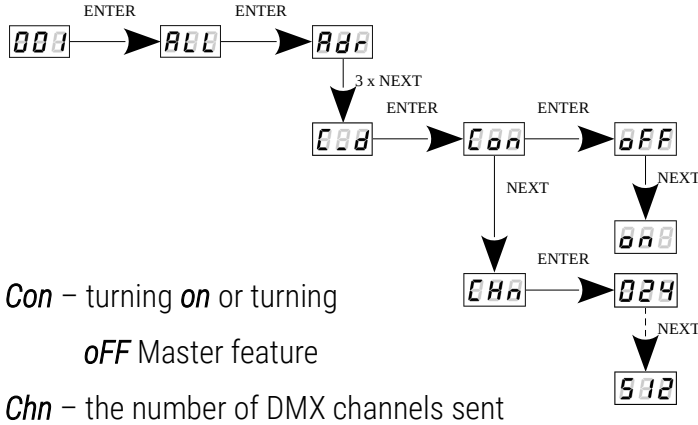 ENTER ENTER
001 ALL Adr
3 x NEXT
ENTER ENTER
C_d Con oFF
NEXT NEXT
on
ENTER
CHn 024
NEXT
512
Con – turning on or turning
oFF Master feature
Chn – the number of DMX channels sent